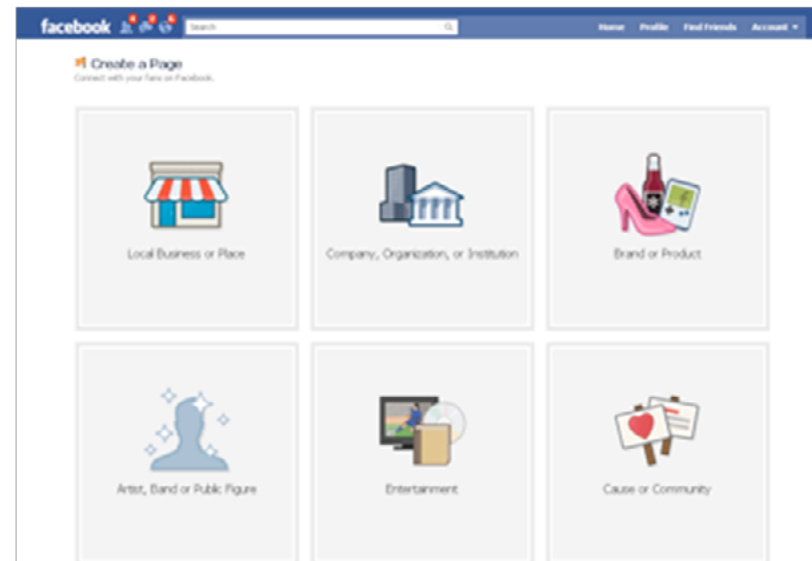 facebook
Search
Home Profile Find Friends Account
Create a Page
Connect with your fans on Facebook.
Local Business or Place
Company, Organization, or Institution
Brand or Product
Artist, Band or Public Figure
Entertainment
Cause or Community